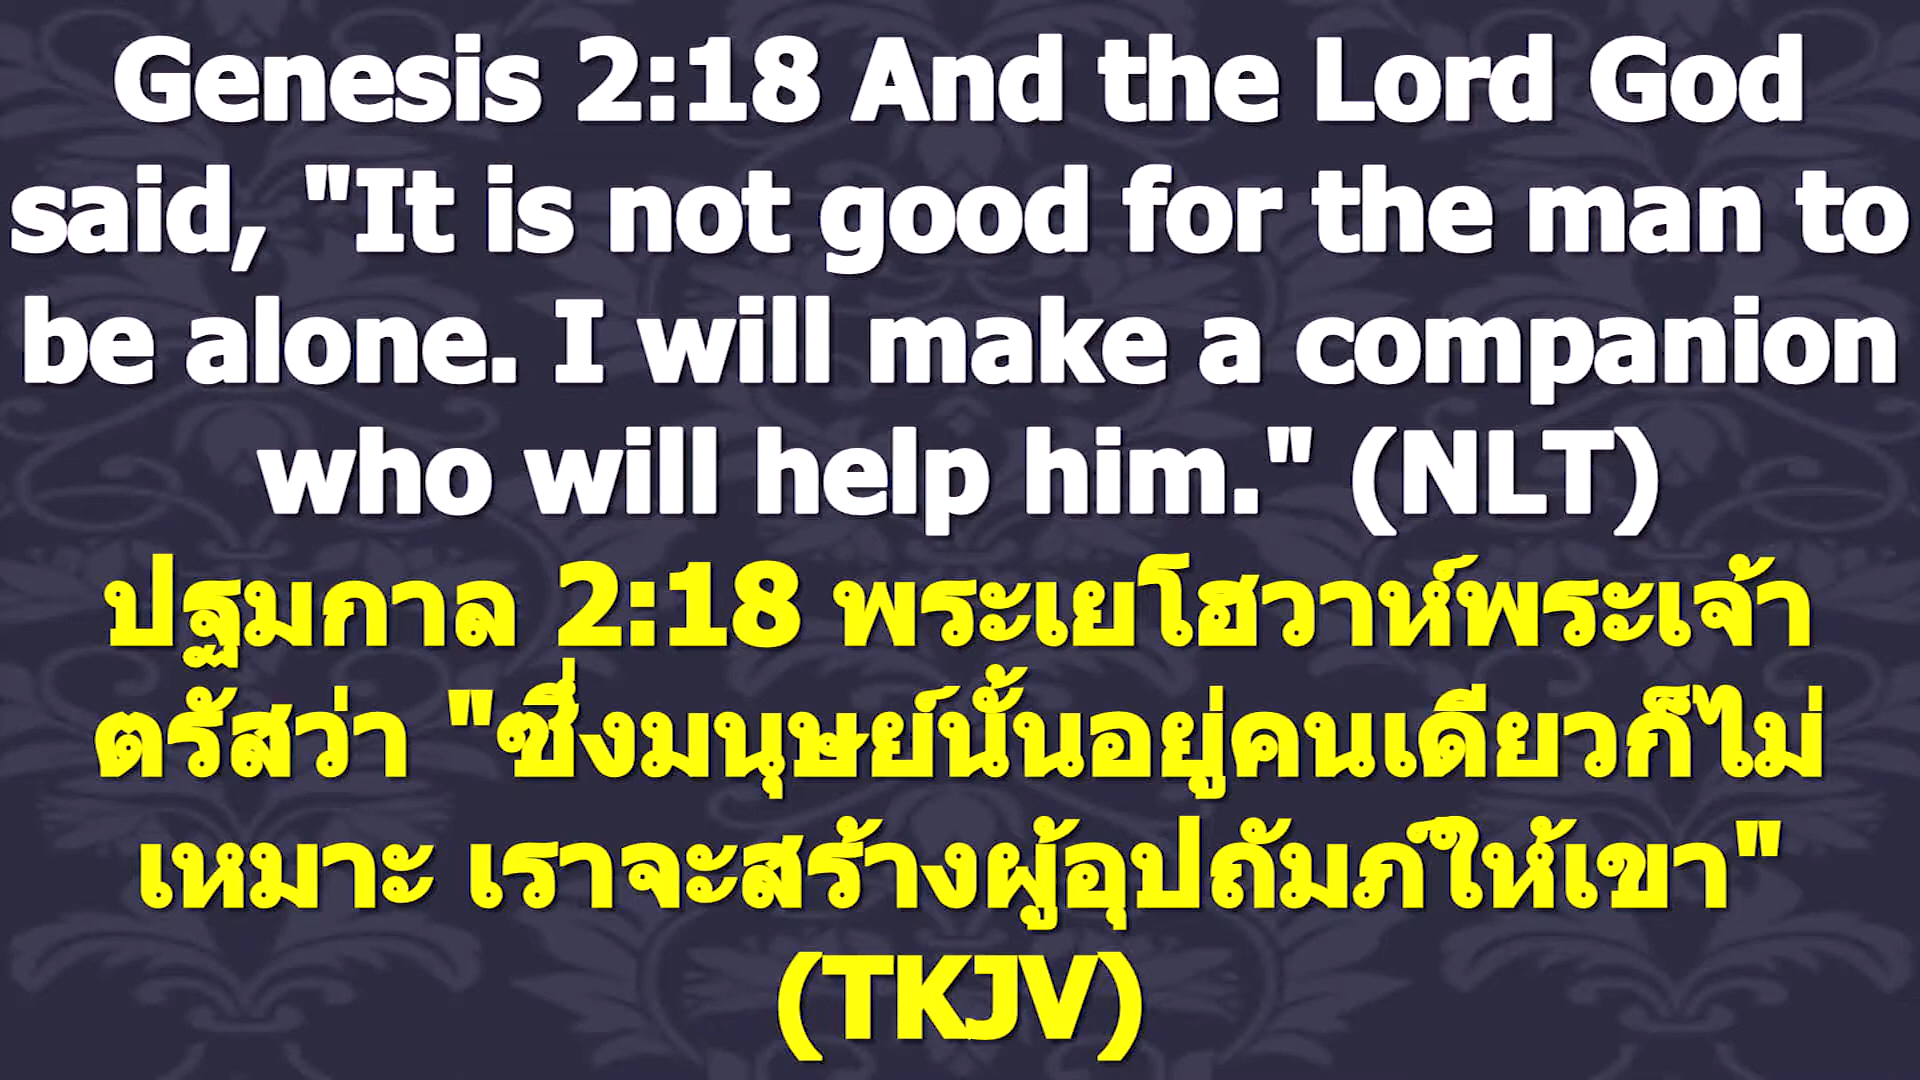 Genesis 2:18 And the Lord God
said, "It is not good for the man to
be alone. I will make a companion
who will help him." (NLT)
ปฐมกาล 2:18 พระเยโฮวาห์พระเจ้า
ตรัสว่า "ซึ่งมนุษย์นั้นอยู่คนเดียวก็ไม่
เหมาะ เราจะสร้างผู้อุปถัมภ์ให้เขา"
(TKJV)